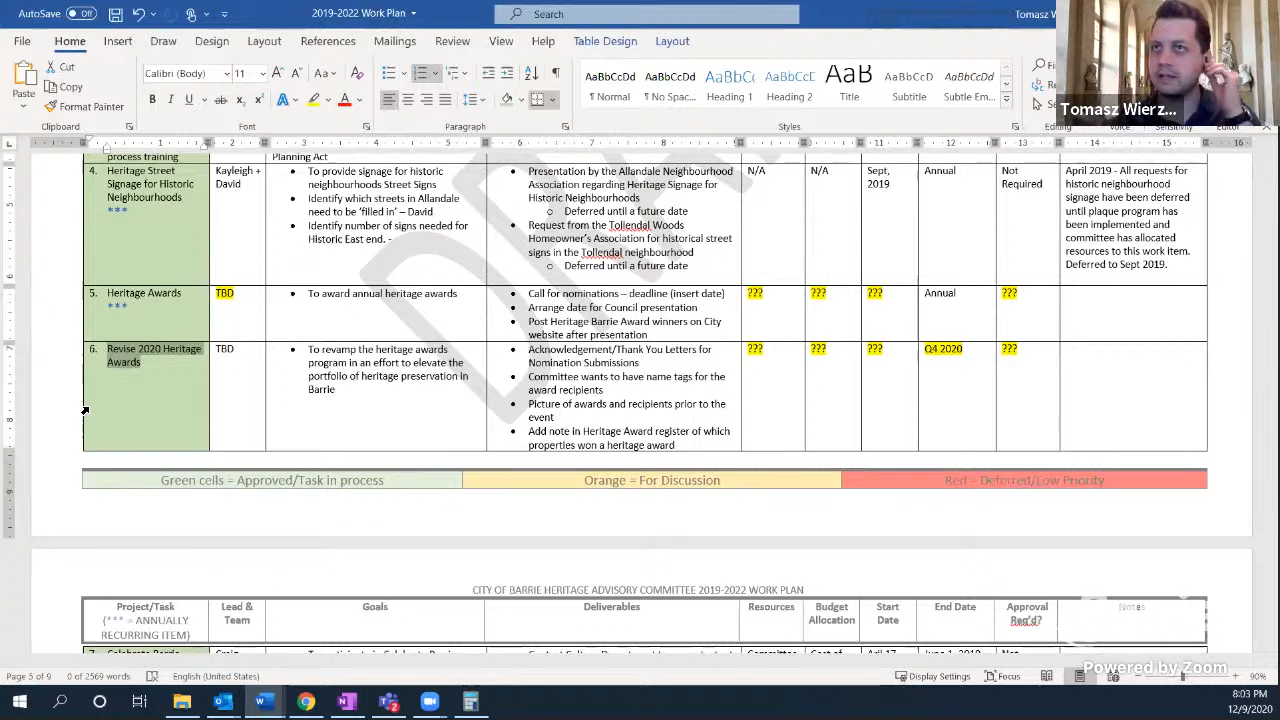 2019-2022 Work Plan
Search
Tomasz
File Home Insert Draw Design Layout References Mailings Review View Help Table Design Layout
Cut
Copy
Format Painter
Paste
Calibri (Body) 11
AaBbCcDd AaBbCcDd AaBbC AaBbCcC AaB AaBbCcD AaBbCcDd
¶ Normal ¶ No Spac... Heading 1 Heading 2 Title Subtitle Subtle Em...
Clipboard Font Paragraph Styles Editing Voice Sensitivity Editor
Tomasz Wierz...
process training
Planning Act
4. Heritage Street
Signage for Historic
Neighbourhoods
***
Kayleigh +
David
To provide signage for historic
neighbourhoods Street Signs
Identify which streets in Allandale
need to be ‘filled in’ – David
Identify number of signs needed for
Historic East end. -
Presentation by the Allandale Neighbourhood
Association regarding Heritage Signage for
Historic Neighbourhoods
Deferred until a future date
Request from the Tollendal Woods
Homeowner’s Association for historical street
signs in the Tollendal neighbourhood
Deferred until a future date
N/A
N/A
Sept,
2019
Annual
Not
Required
April 2019 - All requests for
historic neighbourhood
signage have been deferred
until plaque program has
been implemented and
committee has allocated
resources to this work item.
Deferred to Sept 2019.
5. Heritage Awards
***
TBD
To award annual heritage awards
Call for nominations – deadline (insert date)
Arrange date for Council presentation
Post Heritage Barrie Award winners on City
website after presentation
???
???
???
Annual
???
6. Revise 2020 Heritage
Awards
TBD
To revamp the heritage awards
program in an effort to elevate the
portfolio of heritage preservation in
Barrie
Acknowledgement/Thank You Letters for
Nomination Submissions
Committee wants to have name tags for the
award recipients
Picture of awards and recipients prior to the
event
Add note in Heritage Award register of which
properties won a heritage award
???
???
???
Q4 2020
???
Green cells = Approved/Task in process
Orange = For Discussion
Red = Deferred/Low Priority
CITY OF BARRIE HERITAGE ADVISORY COMMITTEE 2019-2022 WORK PLAN
Project/Task
(*** = ANNUALLY
RECURRING ITEM)
Lead &
Team
Goals
Deliverables
Resources
Budget
Allocation
Start
Date
End Date
Approval
Req’d?
Notes
Powered by Zoom
Page 5 of 9 0 of 2569 words English (United States) Display Settings Focus 90%
8:03 PM
12/9/2020